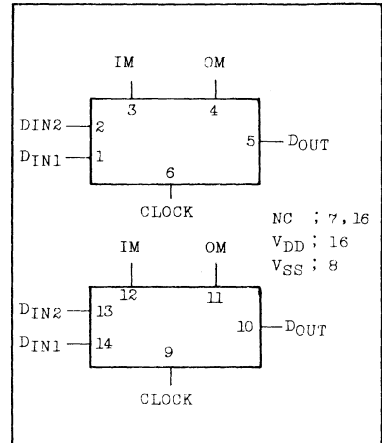 IM OM
3 4
DIN2 2
5 DOUT
DIN1 1
6
CLOCK
NC ; 7,16
VDD ; 16
VSS ; 8
IM OM
12 11
DIN2 13
10 DOUT
DIN1 14
9
CLOCK